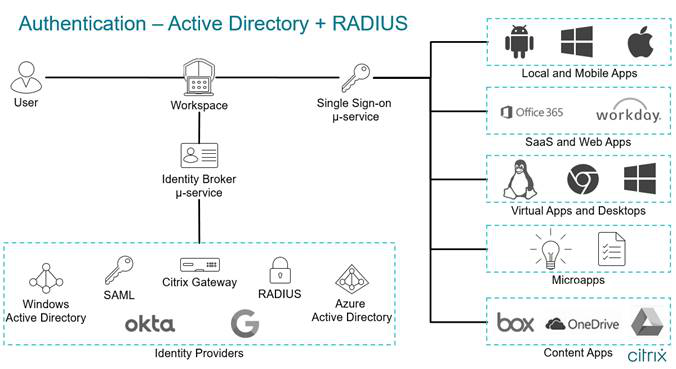 Authentication – Active Directory + RADIUS
User
Workspace
Single Sign-on
µ-service
Identity Broker
µ-service
Windows
Active Directory
SAML
Citrix Gateway
RADIUS
Azure
Active Directory
okta
G
Identity Providers
Local and Mobile Apps
Office 365
workday.
SaaS and Web Apps
Virtual Apps and Desktops
Microapps
box
OneDrive
Content Apps
citrix